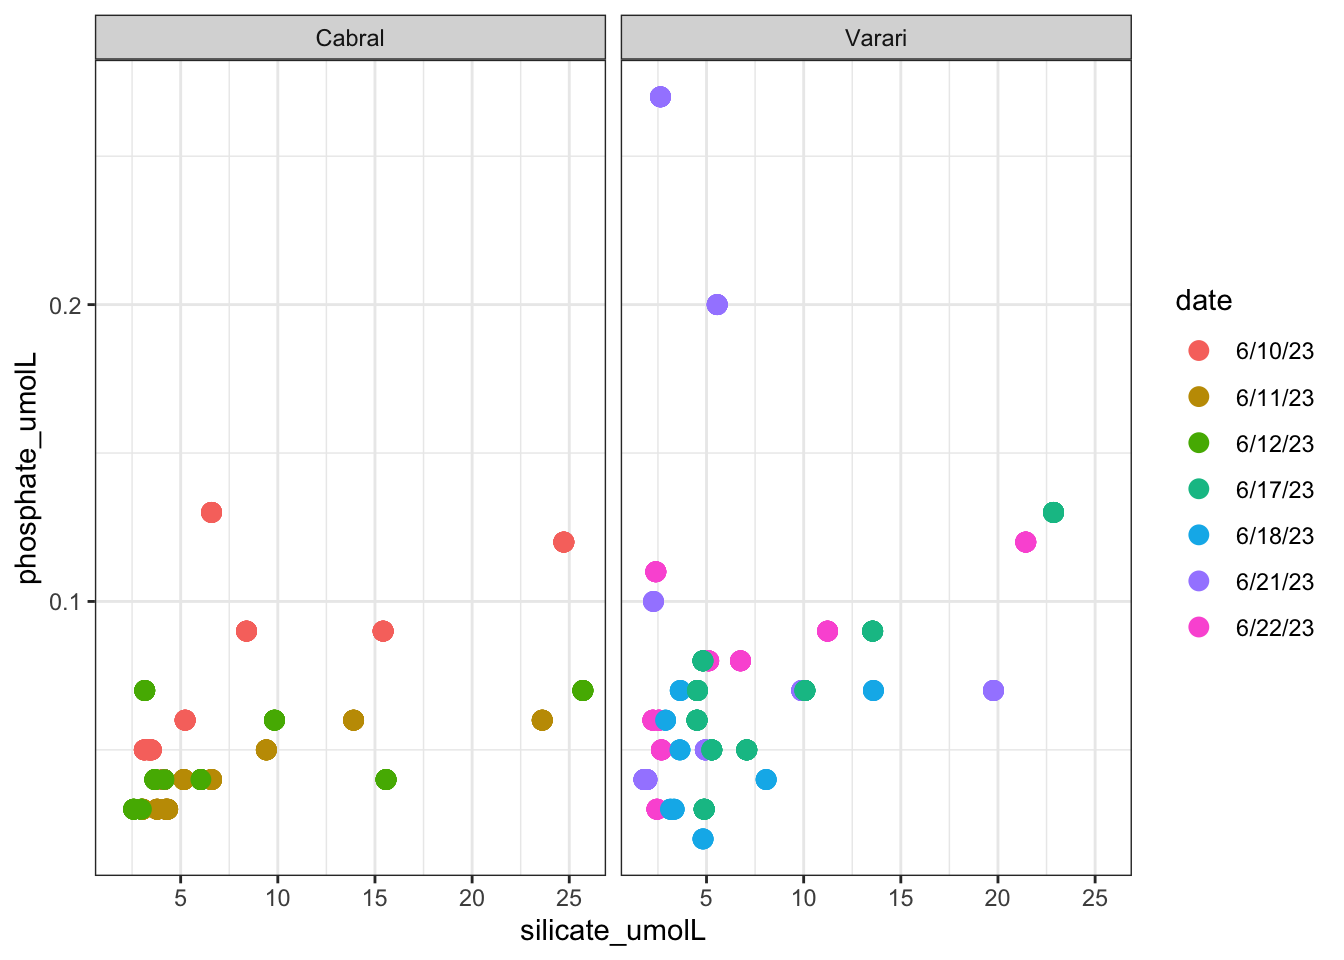 Cabral
Varari
phosphate_umolL
0.2
0.1
5 10 15 20 25
5 10 15 20 25
silicate_umolL
date
6/10/23
6/11/23
6/12/23
6/17/23
6/18/23
6/21/23
6/22/23